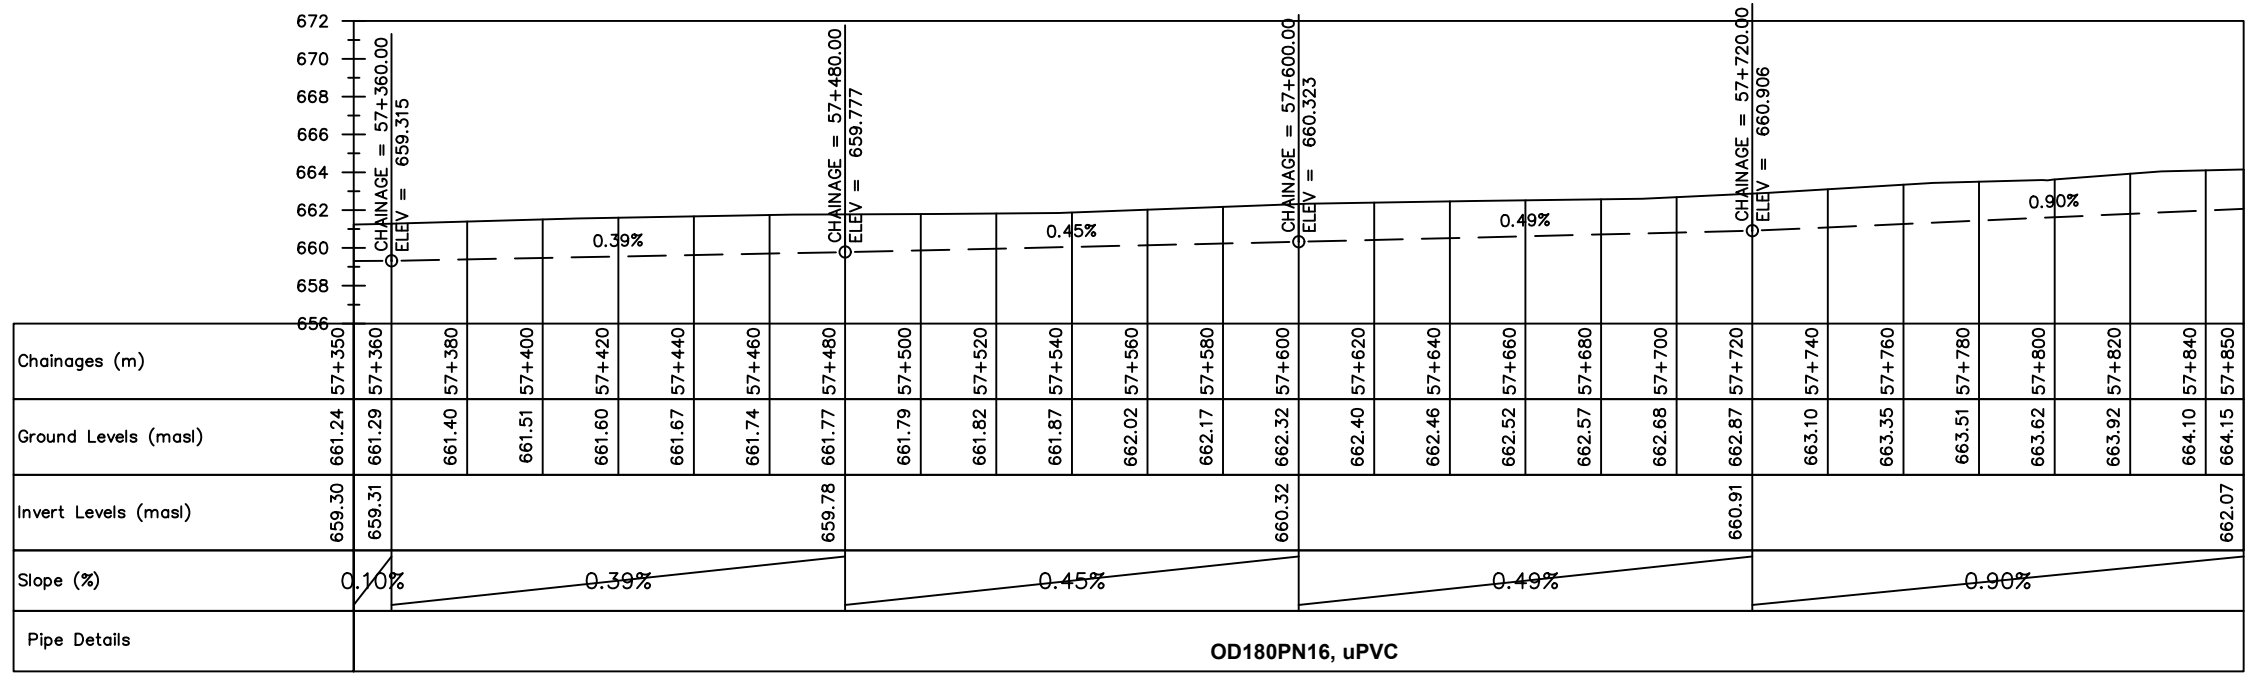 672
670
668
666
664
662
660
658
656
CHAINAGE = 57+360.00
ELEV = 659.315
CHAINAGE = 57+480.00
ELEV = 659.777
CHAINAGE = 57+600.00
ELEV = 660.323
CHAINAGE = 57+720.00
ELEV = 660.906
0.39%
0.45%
0.49%
0.90%
Chainages (m) 57+350 57+360 57+380 57+400 57+420 57+440 57+460 57+480 57+500 57+520 57+540 57+560 57+580 57+600 57+620 57+640 57+660 57+680 57+700 57+720 57+740 57+760 57+780 57+800 57+820 57+840 57+850
Ground Levels (masl) 661.24 661.29 661.40 661.51 661.60 661.67 661.74 661.77 661.79 661.82 661.87 662.02 662.17 662.32 662.40 662.46 662.52 662.57 662.68 662.87 663.10 663.35 663.51 663.62 663.92 664.10 664.15
Invert Levels (masl) 659.30 659.31 659.78 660.32 660.91 662.07
Slope (%) 0.10% 0.39% 0.45% 0.49% 0.90%
Pipe Details OD180PN16, uPVC